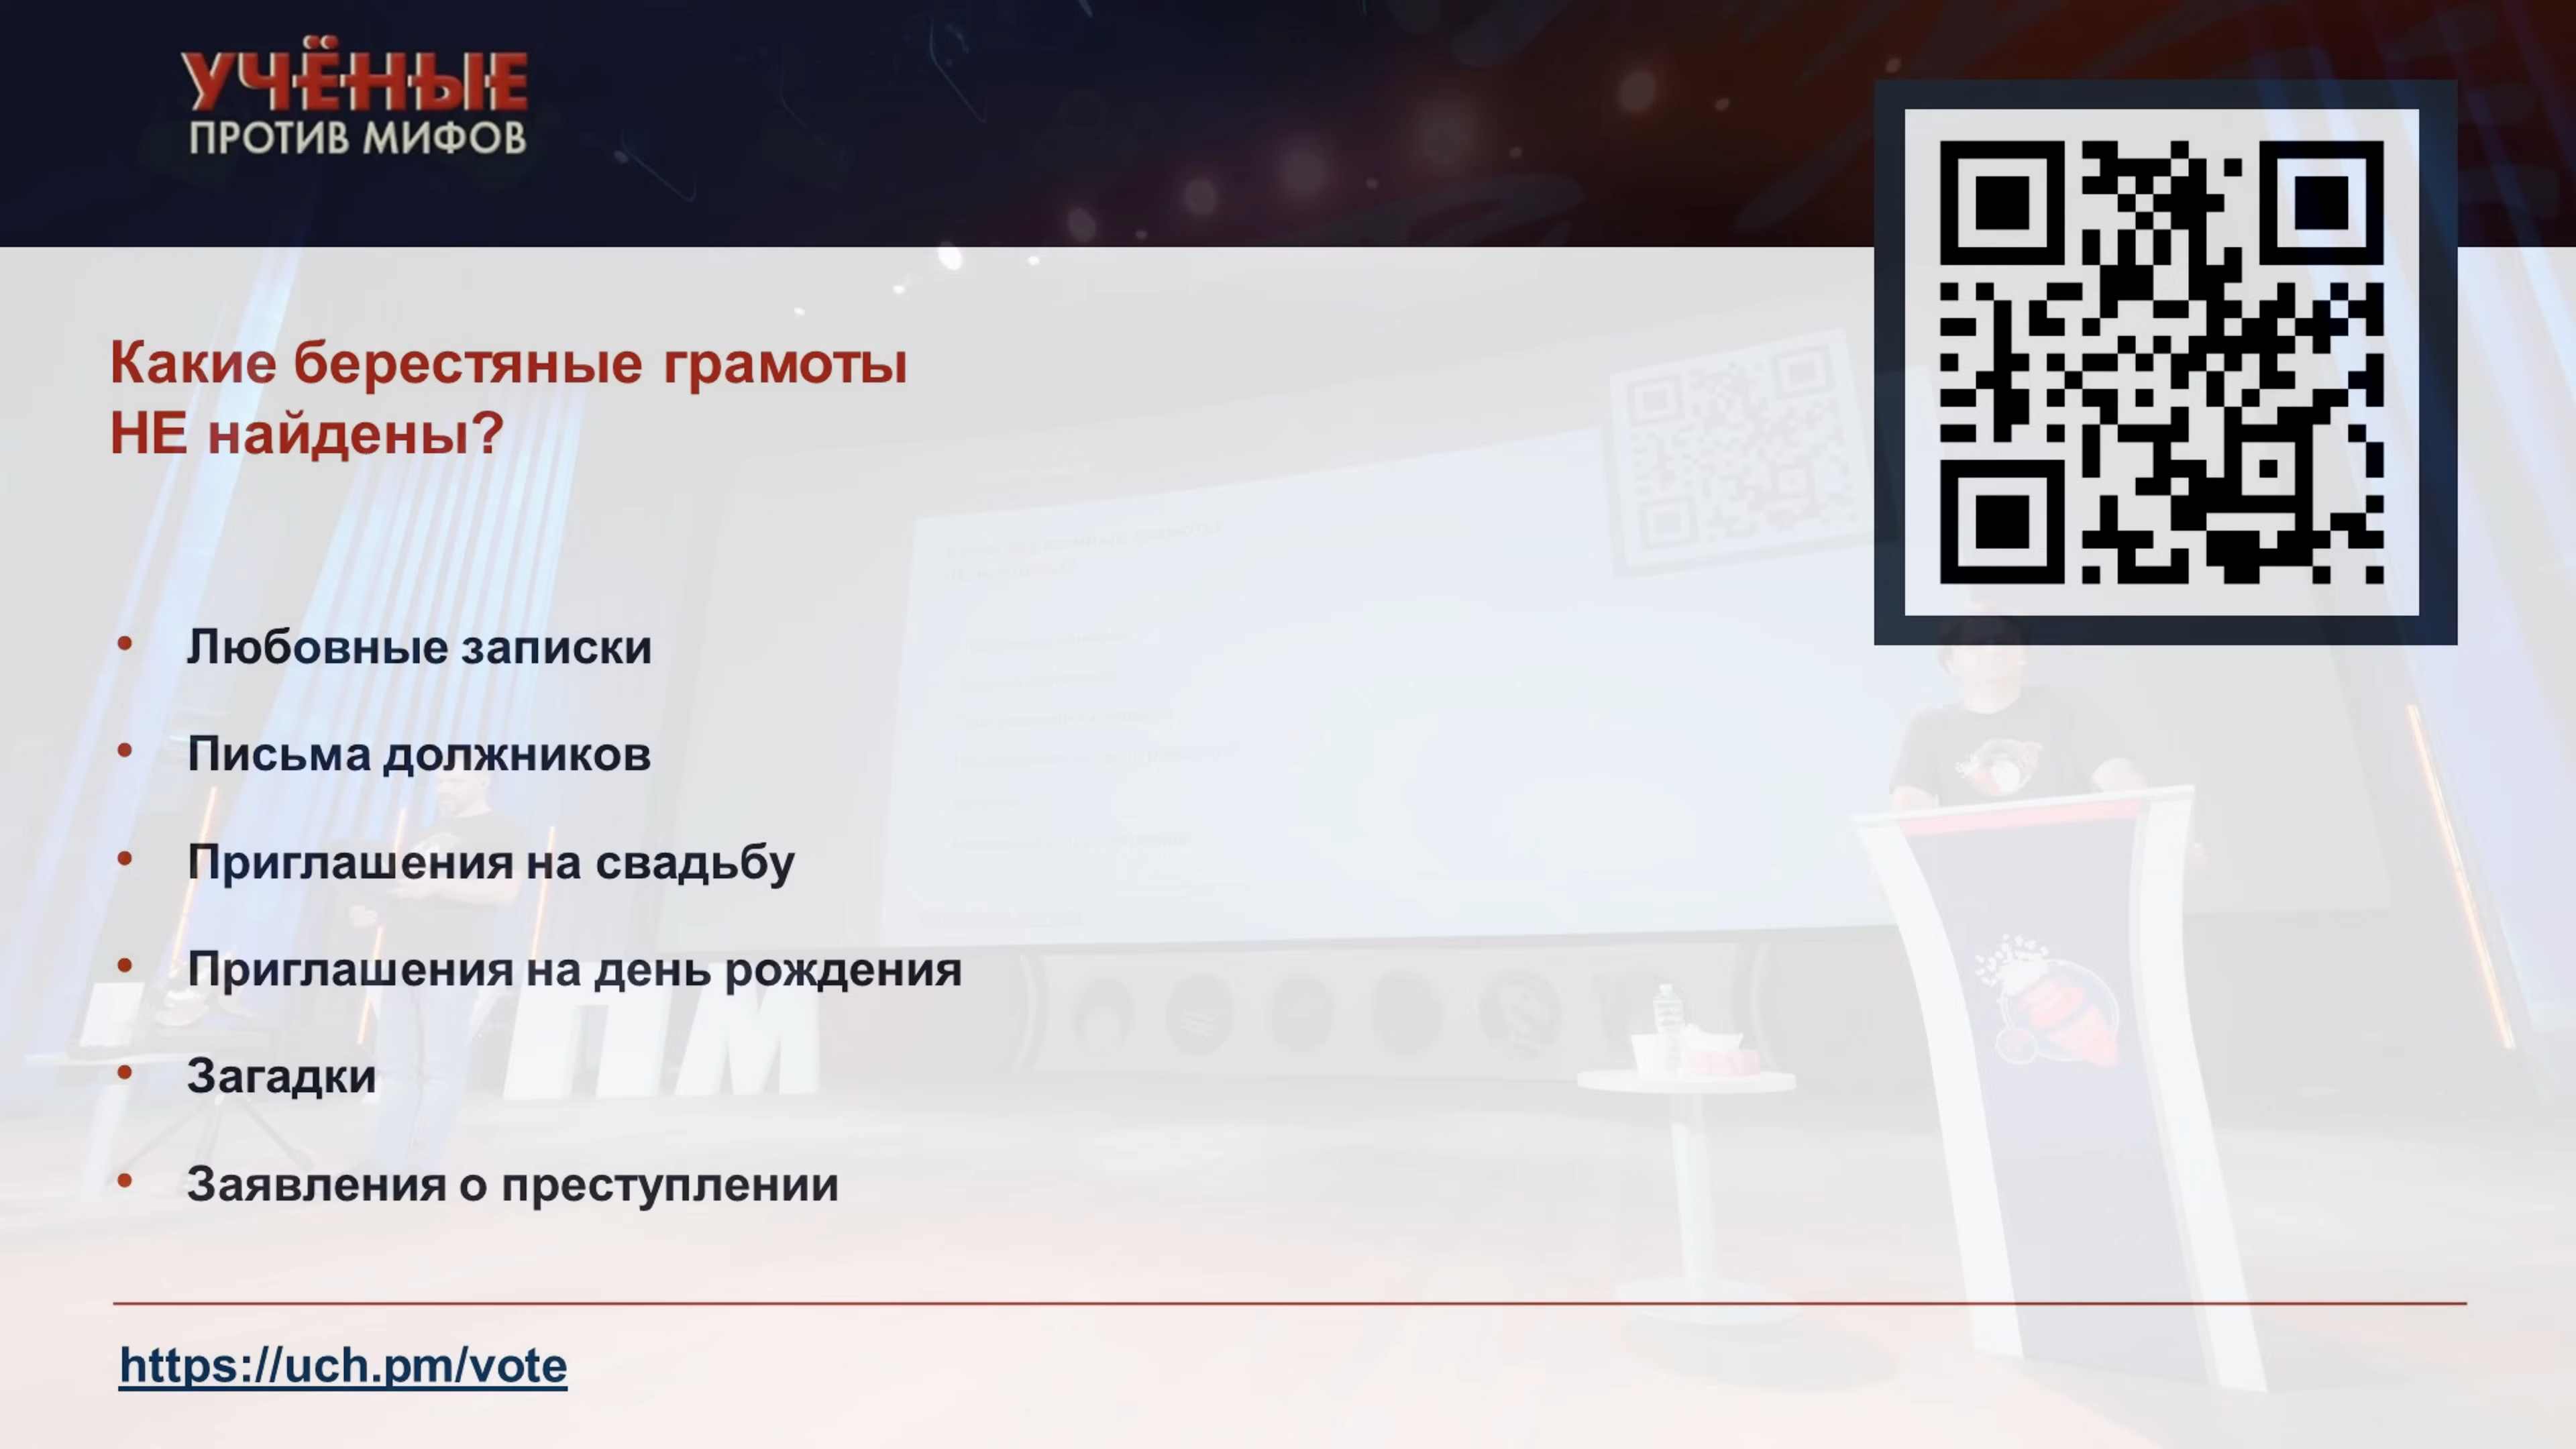 УЧЁНЫЕ
ПРОТИВ МИФОВ
Какие берестяные грамоты
НЕ найдены?
• Любовные записки
• Письма должников
• Приглашения на свадьбу
• Приглашения на день рождения
• Загадки
• Заявления о преступлении
ПМ
https://uch.pm/vote